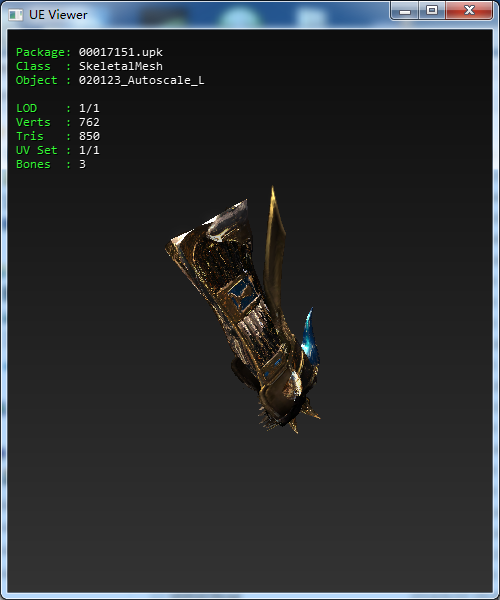 UE Viewer
Package: 00017151.upk
Class : SkeletalMesh
Object : 020123_Autoscale_L
LOD : 1/1
Verts : 762
Tris : 850
UV Set : 1/1
Bones : 3